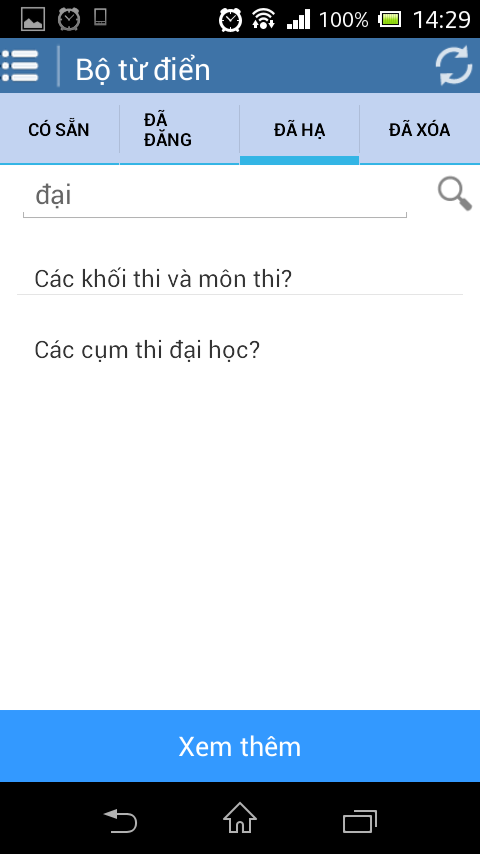 100% 14:29
Bộ từ điển
CÓ SẴN
ĐÃ
ĐĂNG
ĐÃ HẠ
ĐÃ XÓA
đại
Các khối thi và môn thi?
Các cụm thi đại học?
Xem thêm